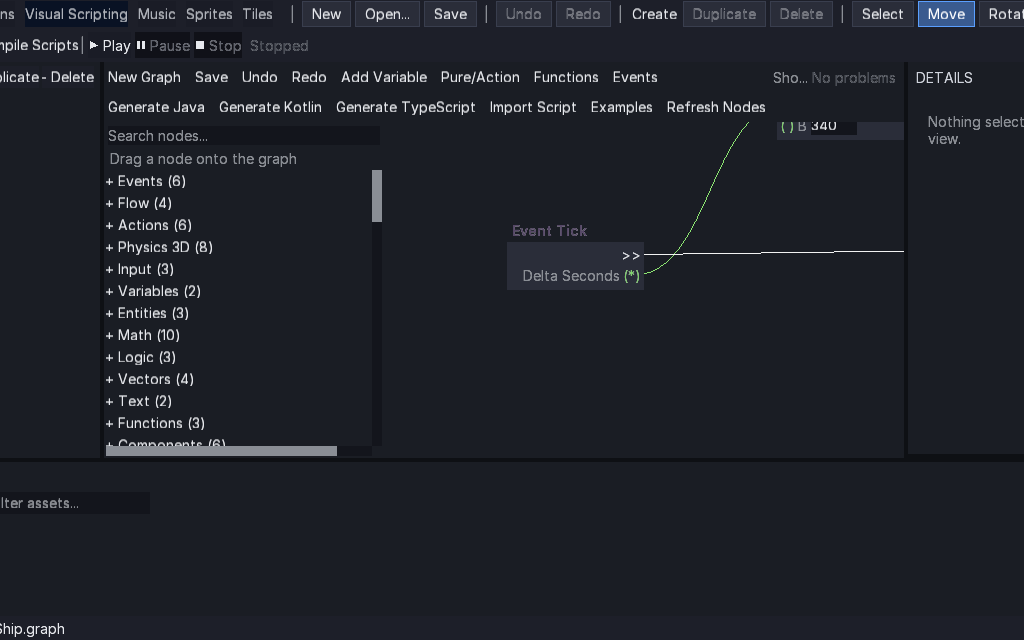 ns Visual Scripting Music Sprites Tiles | New Open... Save | Undo Redo | Create Duplicate Delete | Select Move Rotat
mpile Scripts | Play Pause Stop Stopped
plicate - Delete
New Graph Save Undo Redo Add Variable Pure/Action Functions Events Sho... No problems
Generate Java Generate Kotlin Generate TypeScript Import Script Examples Refresh Nodes
Search nodes...
Drag a node onto the graph
+ Events (6)
+ Flow (4)
+ Actions (6)
+ Physics 3D (8)
+ Input (3)
+ Variables (2)
+ Entities (3)
+ Math (10)
+ Logic (3)
+ Vectors (4)
+ Text (2)
+ Functions (3)
+ Components (6)
( ) B 340
Event Tick
>>
Delta Seconds (*)
DETAILS
Nothing select
view.
lter assets...
Ship.graph